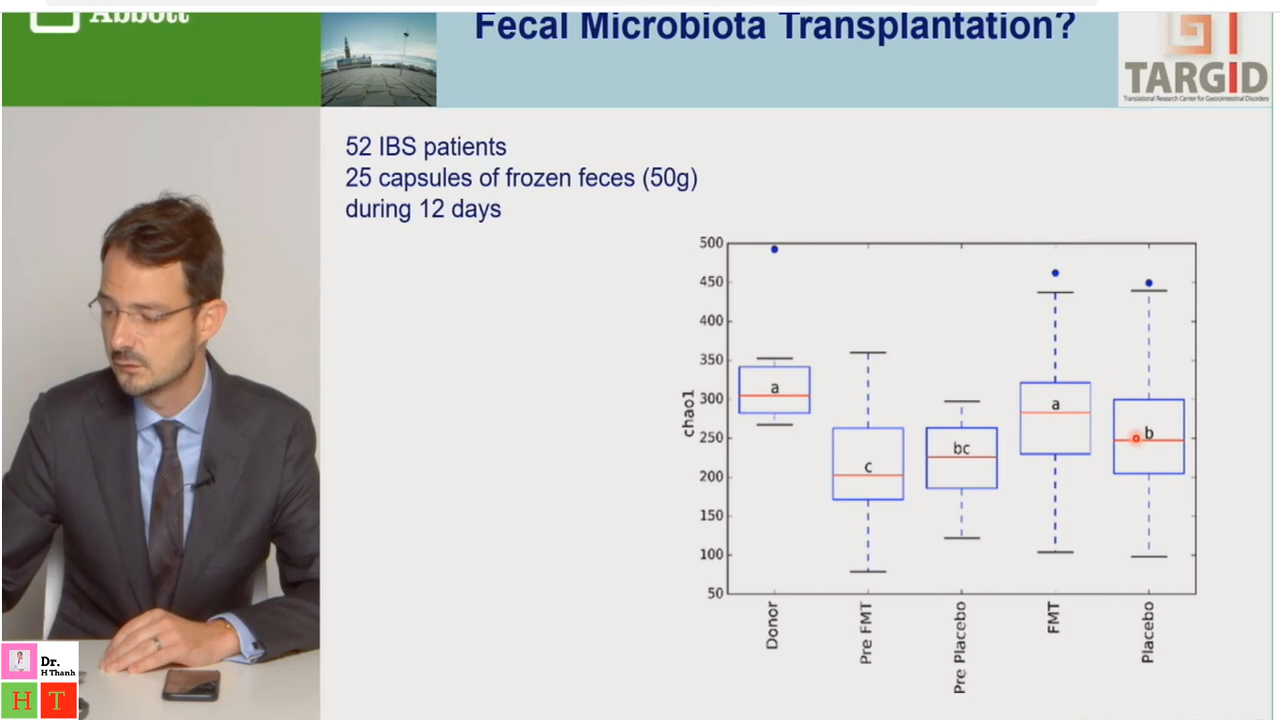 Abbott
Fecal Microbiota Transplantation?
TARGID
Translational Research Center for Gastrointestinal Disorders
52 IBS patients
25 capsules of frozen feces (50g)
during 12 days
500
450
400
350
300
250
200
150
100
50
chao1
a
c
bc
a
b
Donor
Pre FMT
Pre Placebo
FMT
Placebo
Dr.
H Thanh
H T